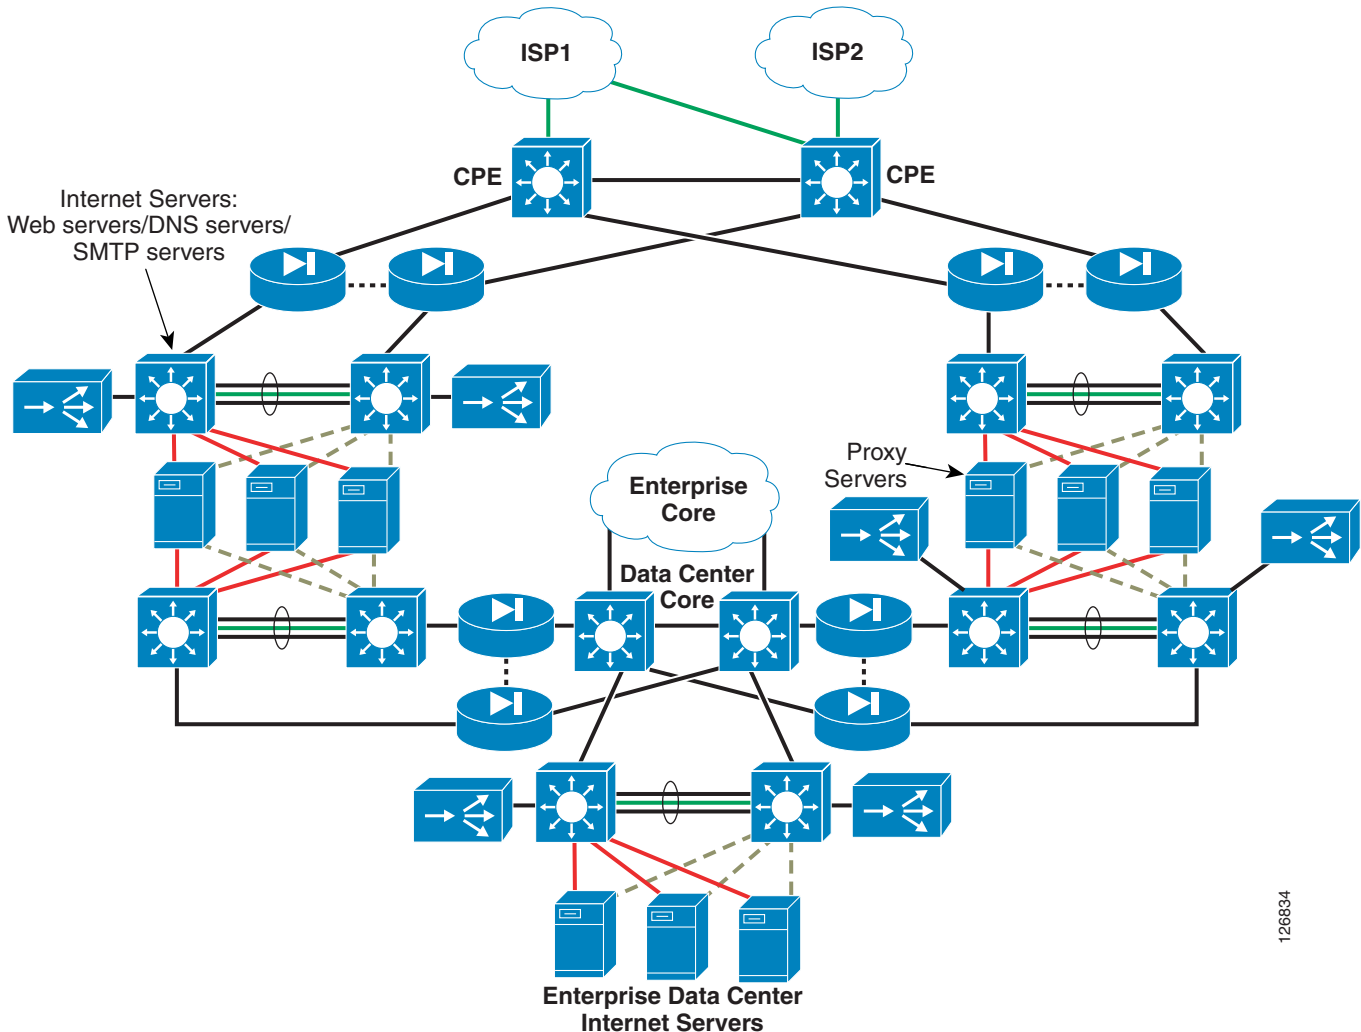 ISP1
ISP2
CPE
CPE
Internet Servers:
Web servers/DNS servers/
SMTP servers
Proxy
Servers
Enterprise
Core
Data Center
Core
Enterprise Data Center
Internet Servers
126834